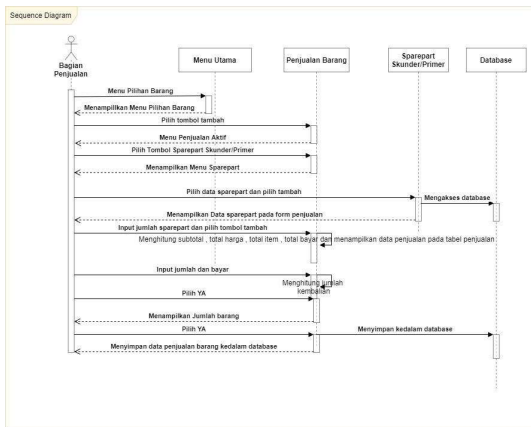 Sequence Diagram
Bagian
Penjualan
Menu Utama
Penjualan Barang
Sparepart
Skunder/Primer
Database
Menu Pilihan Barang
Menampillkan Menu Pilihan Barang
Pilih tombol tambah
Menu Penjualan Aktif
Pilih Tombol Sparepart Skunder/Primer
Menampilkan Menu Sparepart
Pilih data sparepart dan pilih tambah
Mengakses database
Menampilkan Data sparepart pada form penjualan
Input jumlah sparepart dan pilih tombol tambah
Menghitung subtotal , total harga , total item , total bayar dan menampilkan data penjualan pada tabel penjualan
Input jumlah dan bayar
Menghitung jumlah
kembalian
Pilih YA
Menampilkan Jumlah barang
Pilih YA
Menyimpan kedalam database
Menyimpan data penjualan barang kedalam database